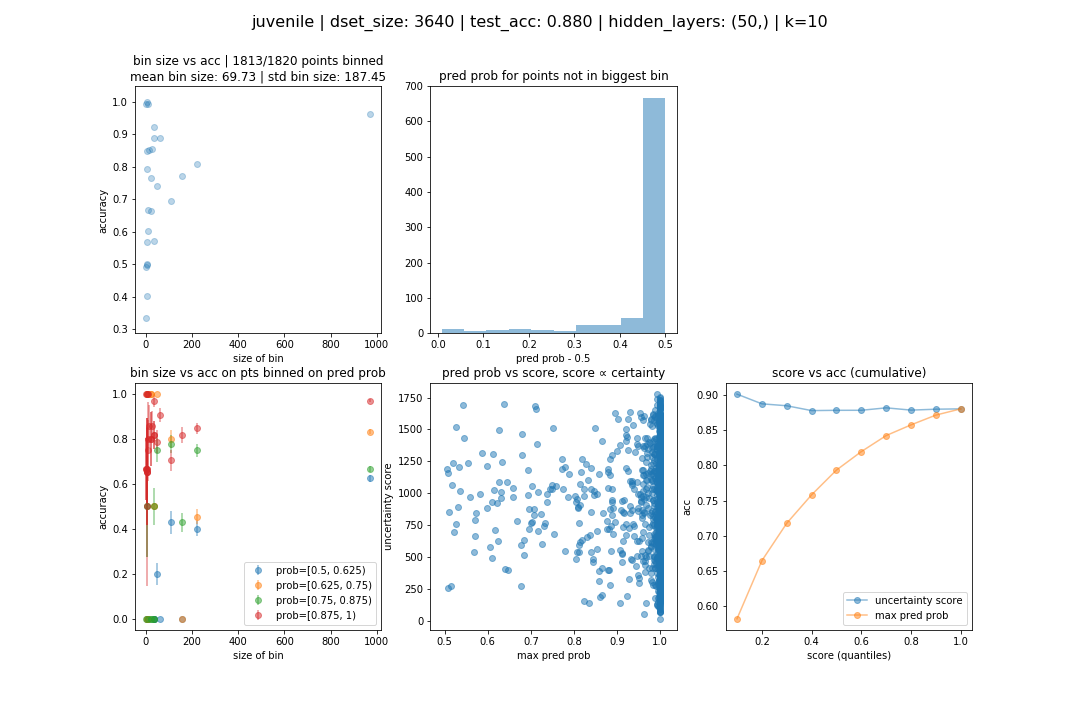 juvenile | dset_size: 3640 | test_acc: 0.880 | hidden_layers: (50,) | k=10
bin size vs acc | 1813/1820 points binned
mean bin size: 69.73 | std bin size: 187.45
accuracy
1.0
0.9
0.8
0.7
0.6
0.5
0.4
0.3
0 200 400 600 800 1000
size of bin
pred prob for points not in biggest bin
700
600
500
400
300
200
100
0
0.0 0.1 0.2 0.3 0.4 0.5
pred prob - 0.5
bin size vs acc on pts binned on pred prob
accuracy
1.0
0.8
0.6
0.4
0.2
0.0
prob=[0.5, 0.625)
prob=[0.625, 0.75)
prob=[0.75, 0.875)
prob=[0.875, 1)
0 200 400 600 800 1000
size of bin
pred prob vs score, score ∝ certainty
uncertainty score
1750
1500
1250
1000
750
500
250
0
0.5 0.6 0.7 0.8 0.9 1.0
max pred prob
score vs acc (cumulative)
acc
0.90
0.85
0.80
0.75
0.70
0.65
0.60
uncertainty score
max pred prob
0.2 0.4 0.6 0.8 1.0
score (quantiles)